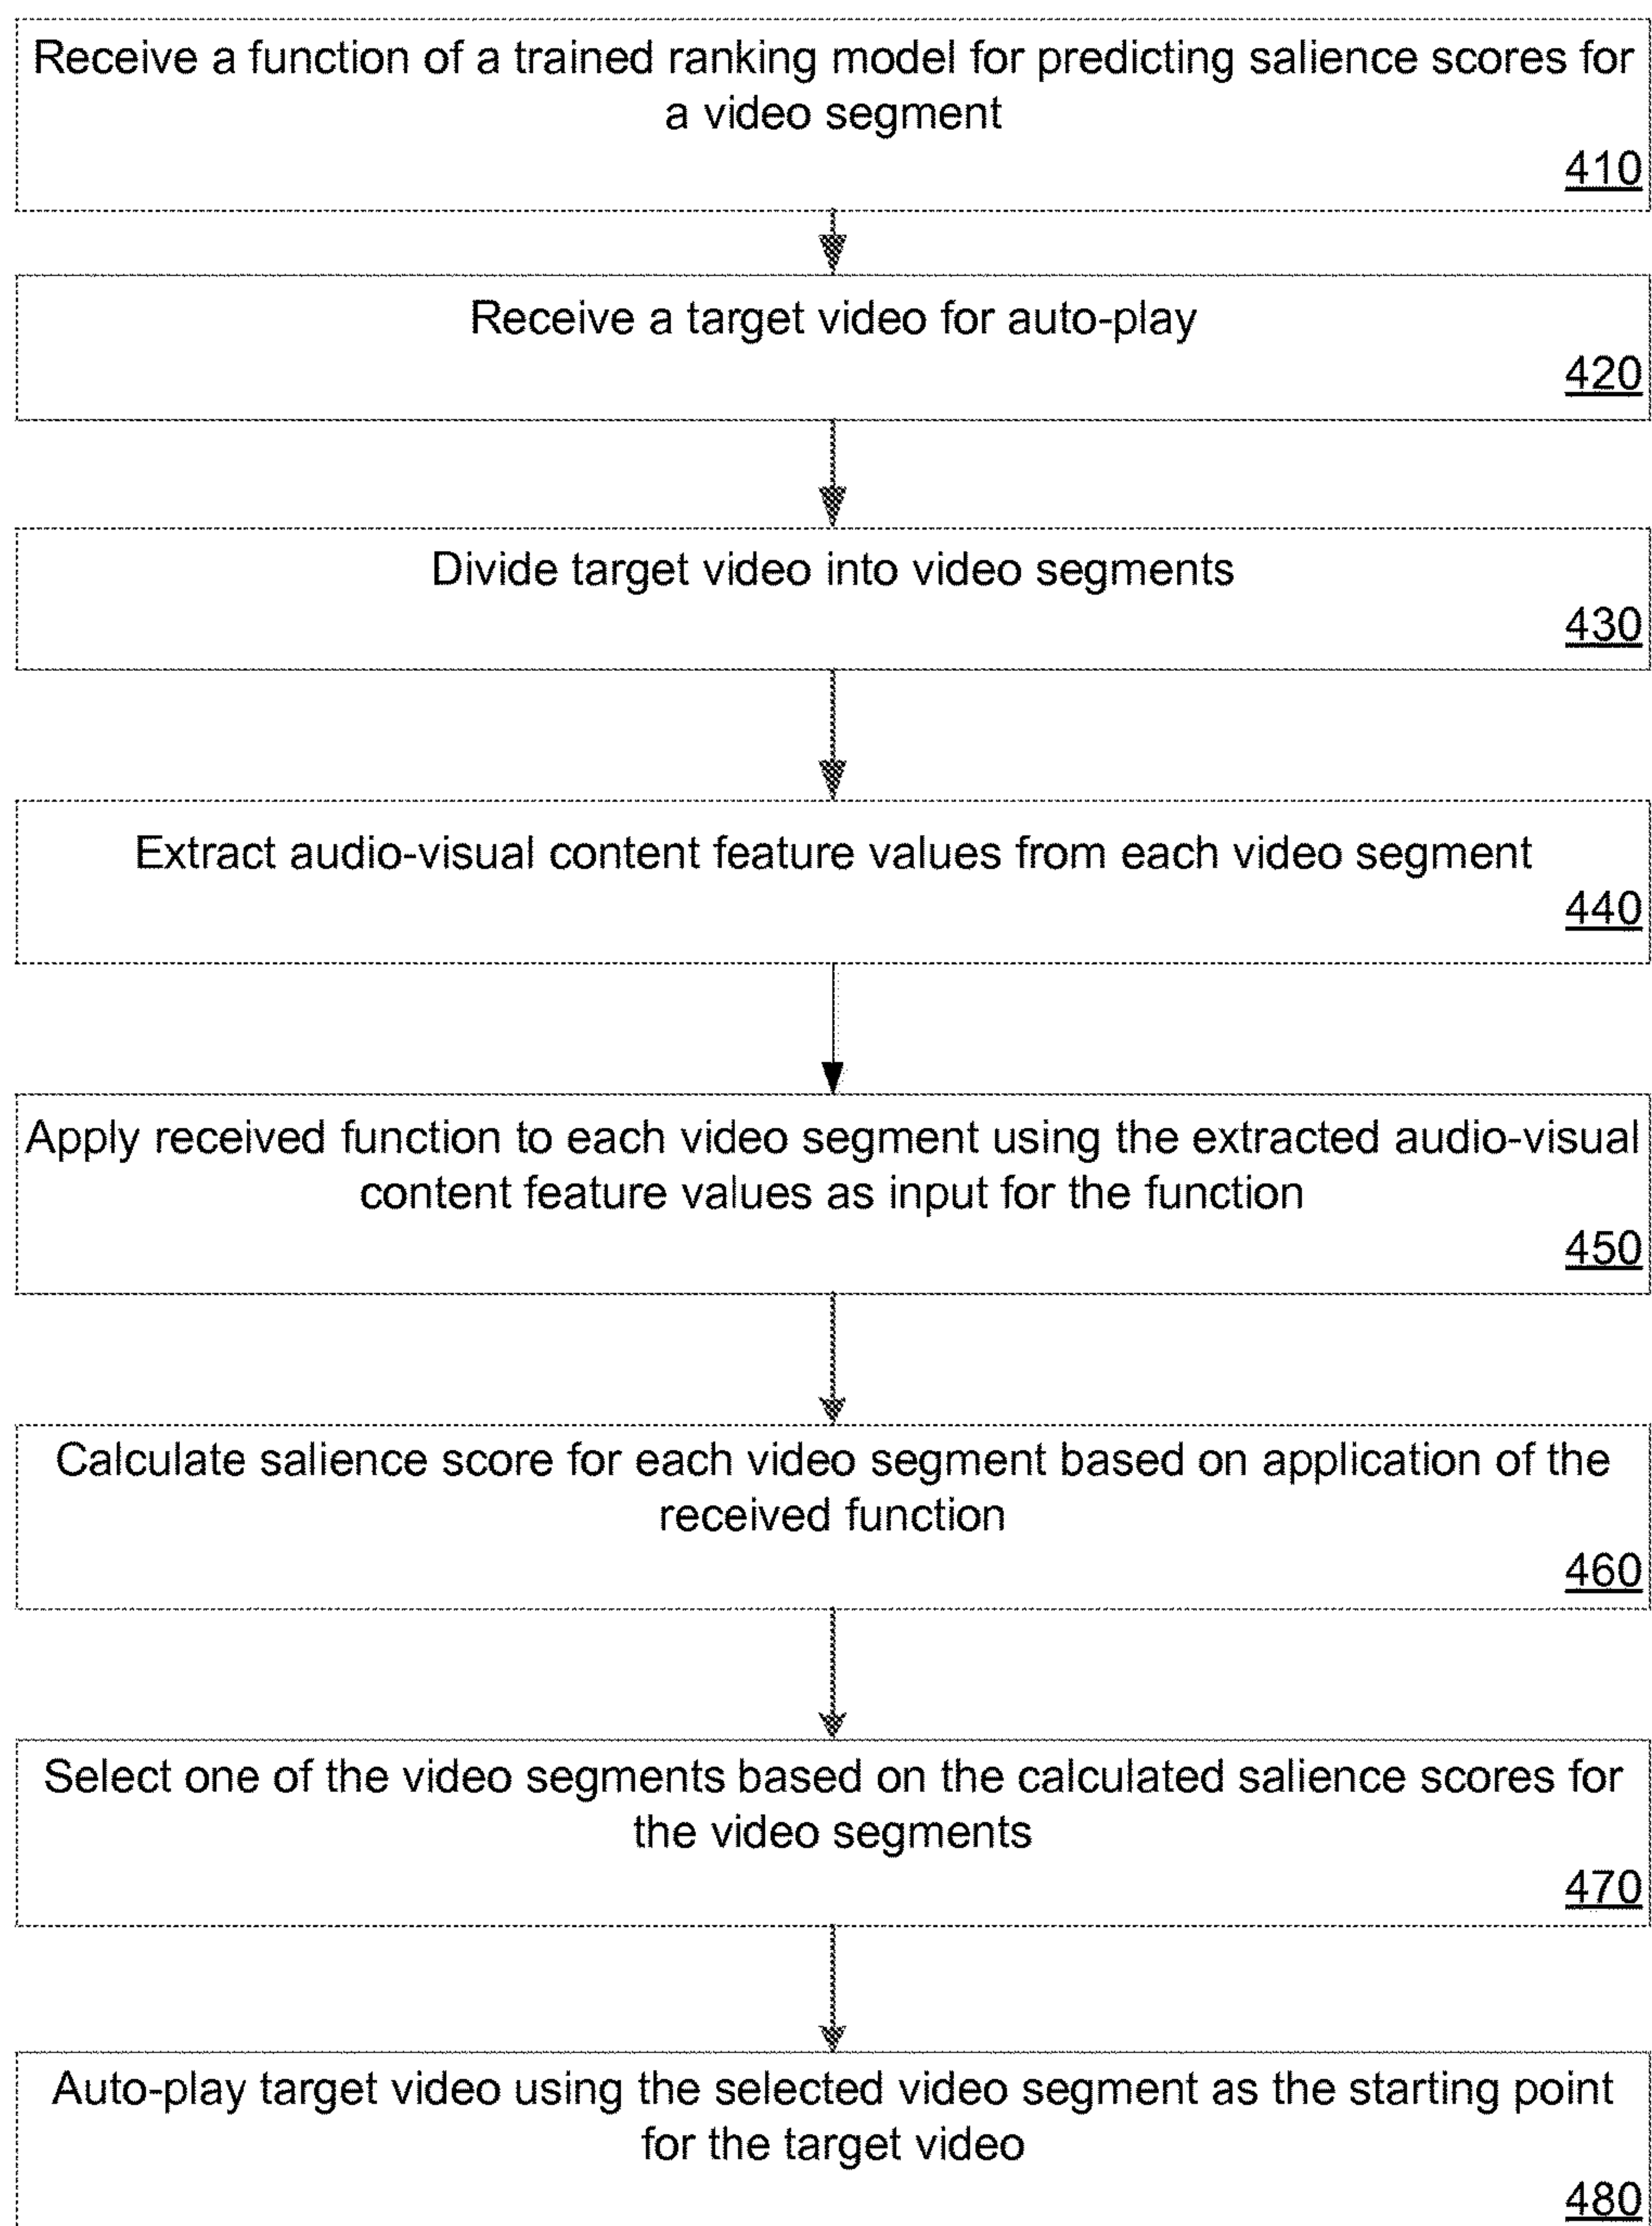 Receive a function of a trained ranking model for predicting salience scores for
a video segment
410
Receive a target video for auto-play
420
Divide target video into video segments
430
Extract audio-visual content feature values from each video segment
440
Apply received function to each video segment using the extracted audio-visual
content feature values as input for the function
450
Calculate salience score for each video segment based on application of the
received function
460
Select one of the video segments based on the calculated salience scores for
the video segments
470
Auto-play target video using the selected video segment as the starting point
for the target video
480